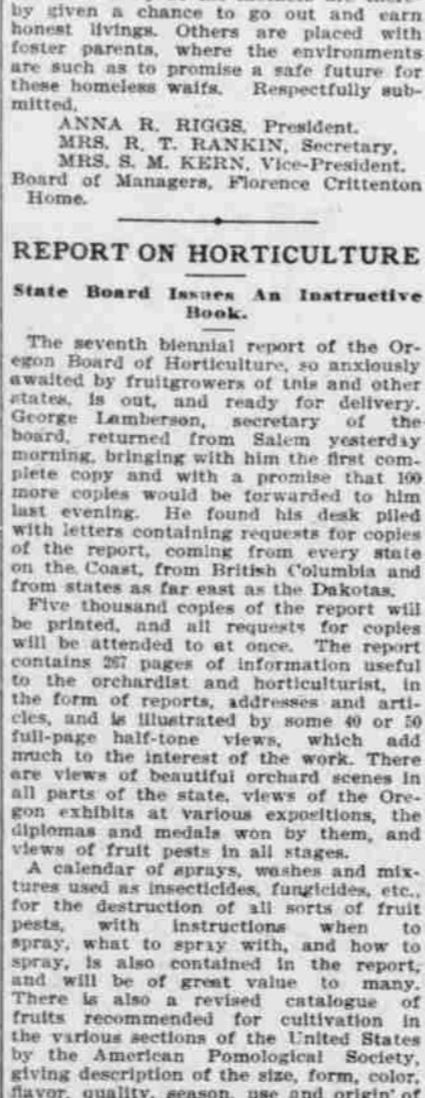 by given a chance to go out and earn
honest livings. Others are placed with
foster parents, where the environments
are such as to promise a safe future for
these homeless waifs. Respectfully sub-
mitted,
ANNA R. RIGGS, President.
MRS. R. T. RANKIN, Secretary,
MRS. S. M. KERN, Vice-President.
Board of Managers, Florence Crittenton
Home.
REPORT ON HORTICULTURE
State Board Issues An Instructive
Book.
The seventh biennial report of the Or-
egon Board of Horticulture, so anxiously
awaited by fruitgrowers of this and other
states, is out, and ready for delivery.
George Lamberson, secretary of the
board, returned from Salem yesterday
morning, bringing with him the first com-
plete copy and with a promise that 100
more copies would be forwarded to him
last evening. He found his desk piled
with letters containing requests for copies
of the report, coming from every state
on the Coast, from British Columbia and
from states as far east as the Dakotas.
Five thousand copies of the report will
be printed, and all requests for copies
will be attended to at once. The report
contains 267 pages of information useful
to the orchardist and horticulturist, in
the form of reports, addresses and arti-
cles, and is illustrated by some 40 or 50
full-page half-tone views, which add
much to the interest of the work. There
are views of beautiful orchard scenes in
all parts of the state, views of the Ore-
gon exhibits at various expositions, the
diplomas and medals won by them, and
views of fruit pests in all stages.
A calendar of sprays, washes and mix-
tures used as insecticides, fungicides, etc.,
for the destruction of all sorts of fruit
pests, with instructions when to
spray, what to spray with, and how to
spray, is also contained in the report,
and will be of great value to many.
There is also a revised catalogue of
fruits recommended for cultivation in
the various sections of the United States
by the American Pomological Society,
giving description of the size, form, color,
flavor, quality, season, use and origin of